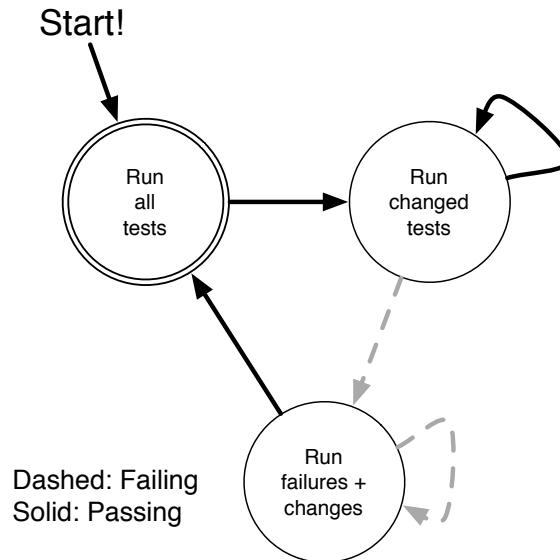 Start!
Run
all
tests
Run
changed
tests
Run
failures +
changes
Dashed: Failing
Solid: Passing